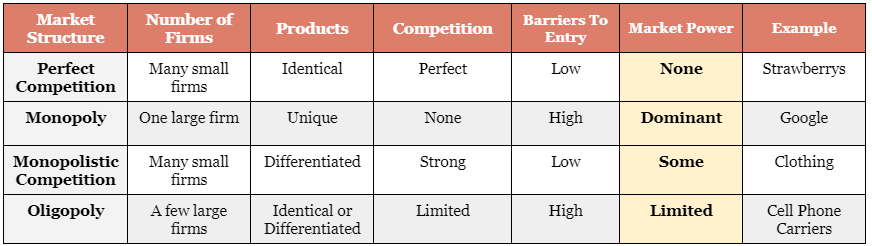 Market Structure Number of Firms Products Competition Barriers To Entry Market Power Example
Perfect Competition Many small firms Identical Perfect Low None Strawberrys
Monopoly One large firm Unique None High Dominant Google
Monopolistic Competition Many small firms Differentiated Strong Low Some Clothing
Oligopoly A few large firms Identical or Differentiated Limited High Limited Cell Phone Carriers